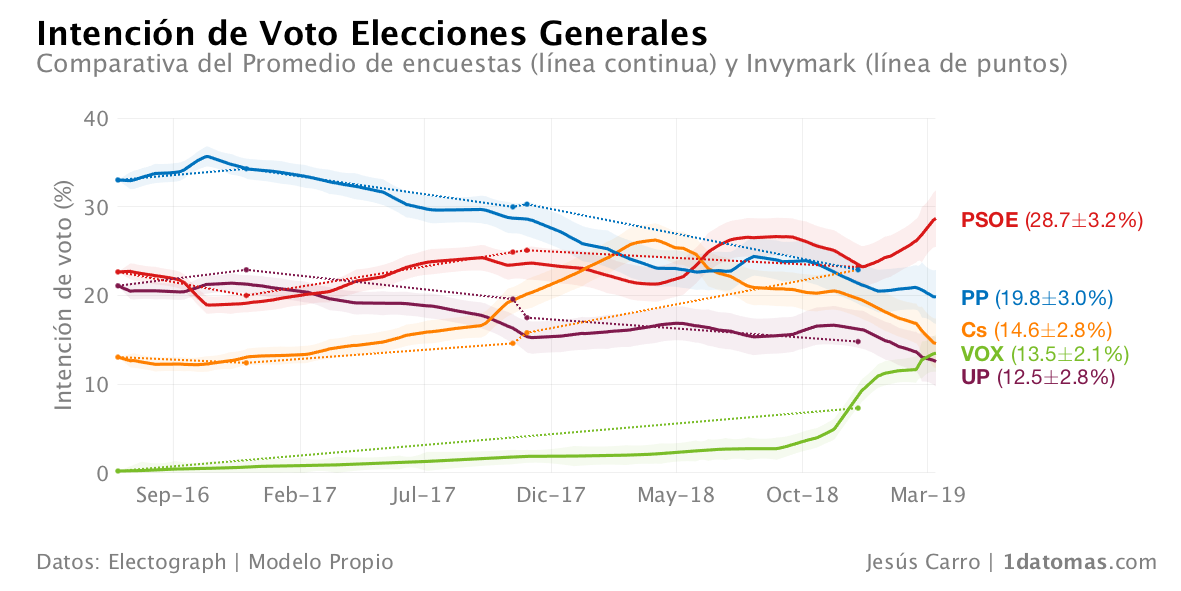 Intención de Voto Elecciones Generales
Comparativa del Promedio de encuestas (línea continua) y Invymark (línea de puntos)
Intención de voto (%)
40
30
20
10
0
Sep-16 Feb-17 Jul-17 Dic-17 May-18 Oct-18 Mar-19
PSOE (28.7±3.2%)
PP (19.8±3.0%)
Cs (14.6±2.8%)
VOX (13.5±2.1%)
UP (12.5±2.8%)
Datos: Electograph | Modelo Propio
Jesús Carro | 1datomas.com